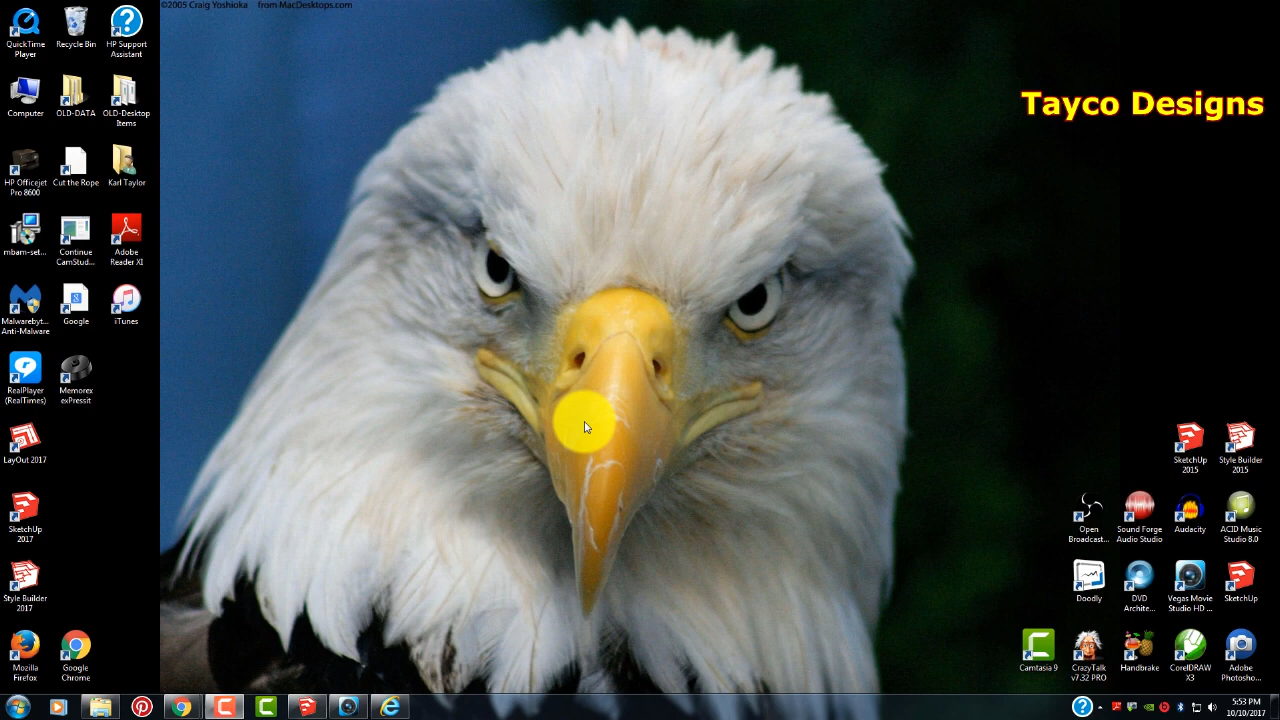 ©2005 Craig Yoshioka from-MacDesktops.com
Tayco Designs
QuickTime
Player
Recycle Bin
HP Support
Assistant
Computer
OLD-DATA
OLD-Desktop
Items
HP Officejet
Pro 8600
Cut the Rope
Karl Taylor
mbam-set...
Continue
CamStud...
Adobe
Reader XI
Malwarebyt...
Anti-Malware
Google
iTunes
RealPlayer
(RealTimes)
Memorex
exPressit
LayOut 2017
SketchUp
2017
Style Builder
2017
Mozilla
Firefox
Google
Chrome
SketchUp
2015
Style Builder
2015
Open
Broadcast...
Sound Forge
Audio Studio
Audacity
ACID Music
Studio 8.0
Doodly
DVD
Archite...
Vegas Movie
Studio HD ...
SketchUp
Camtasia 9
CrazyTalk
v7.32 PRO
Handbrake
CorelDRAW
X3
Adobe
Photosho...
5:53 PM
10/10/2017